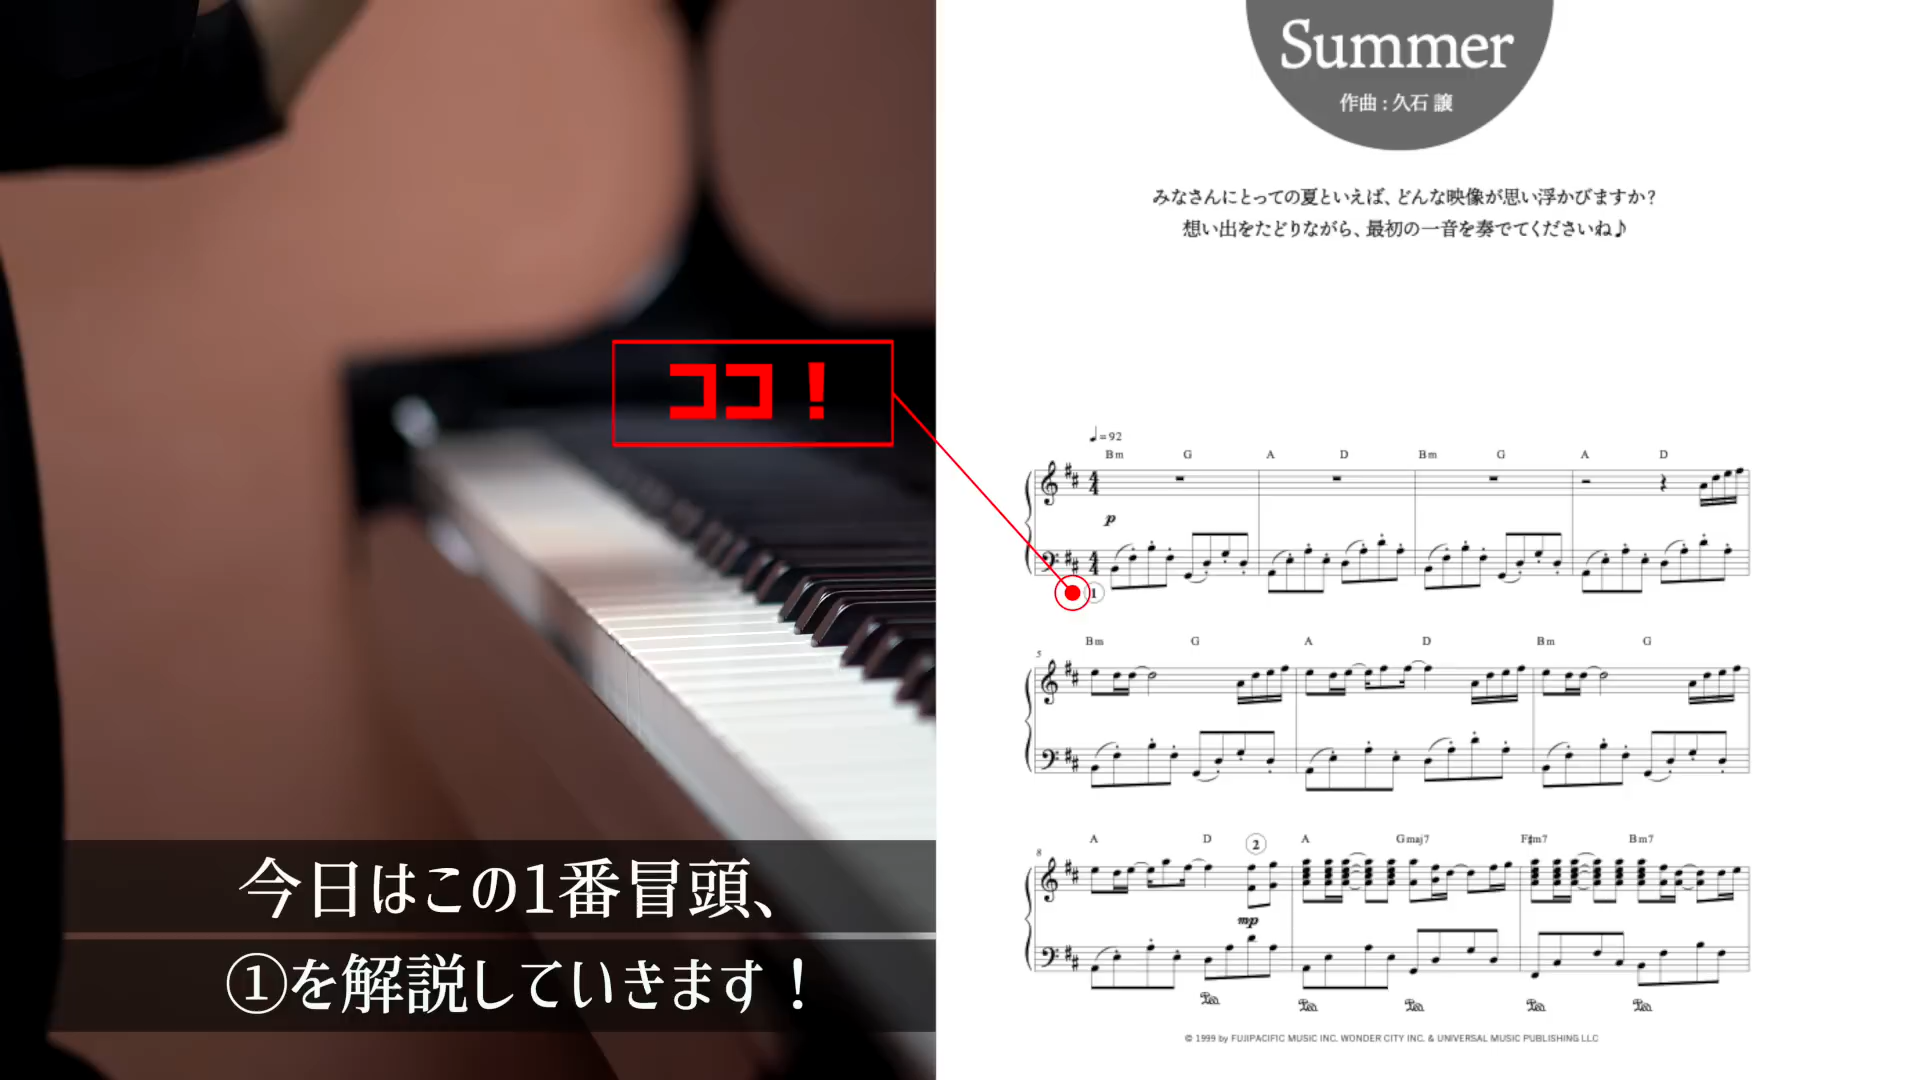 ココ！
今日はこの1番冒頭、
①を解説していきます！
Summer
作曲：久石 譲
みなさんにとっての夏といえば、どんな映像が思い浮かびますか？
想い出をたどりながら、最初の一音を奏でてくださいね♪
♩=92
Bm G A D Bm G A D
p
1
Bm G A D Bm G
5
A D 2 A Gmaj7 F#m7 Bm7
8
mp
© 1999 by FUJIPACIFIC MUSIC INC. WONDER CITY INC. & UNIVERSAL MUSIC PUBLISHING LLC